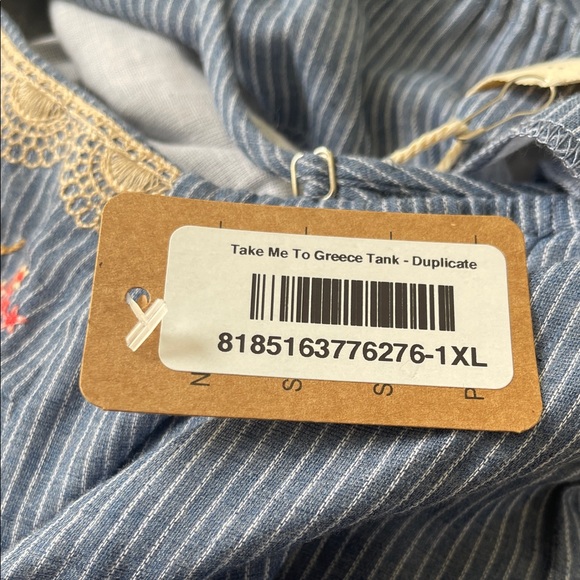 Take Me To Greece Tank - Duplicate
8185163776276-1XL
N
S
S
P